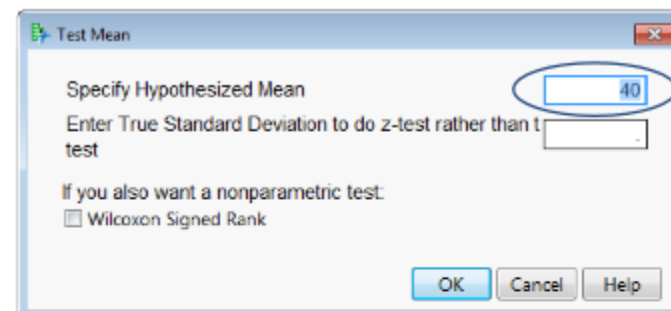 Test Mean
Specify Hypothesized Mean 40
Enter True Standard Deviation to do z-test rather than t
test .
If you also want a nonparametric test:
Wilcoxon Signed Rank
OK Cancel Help